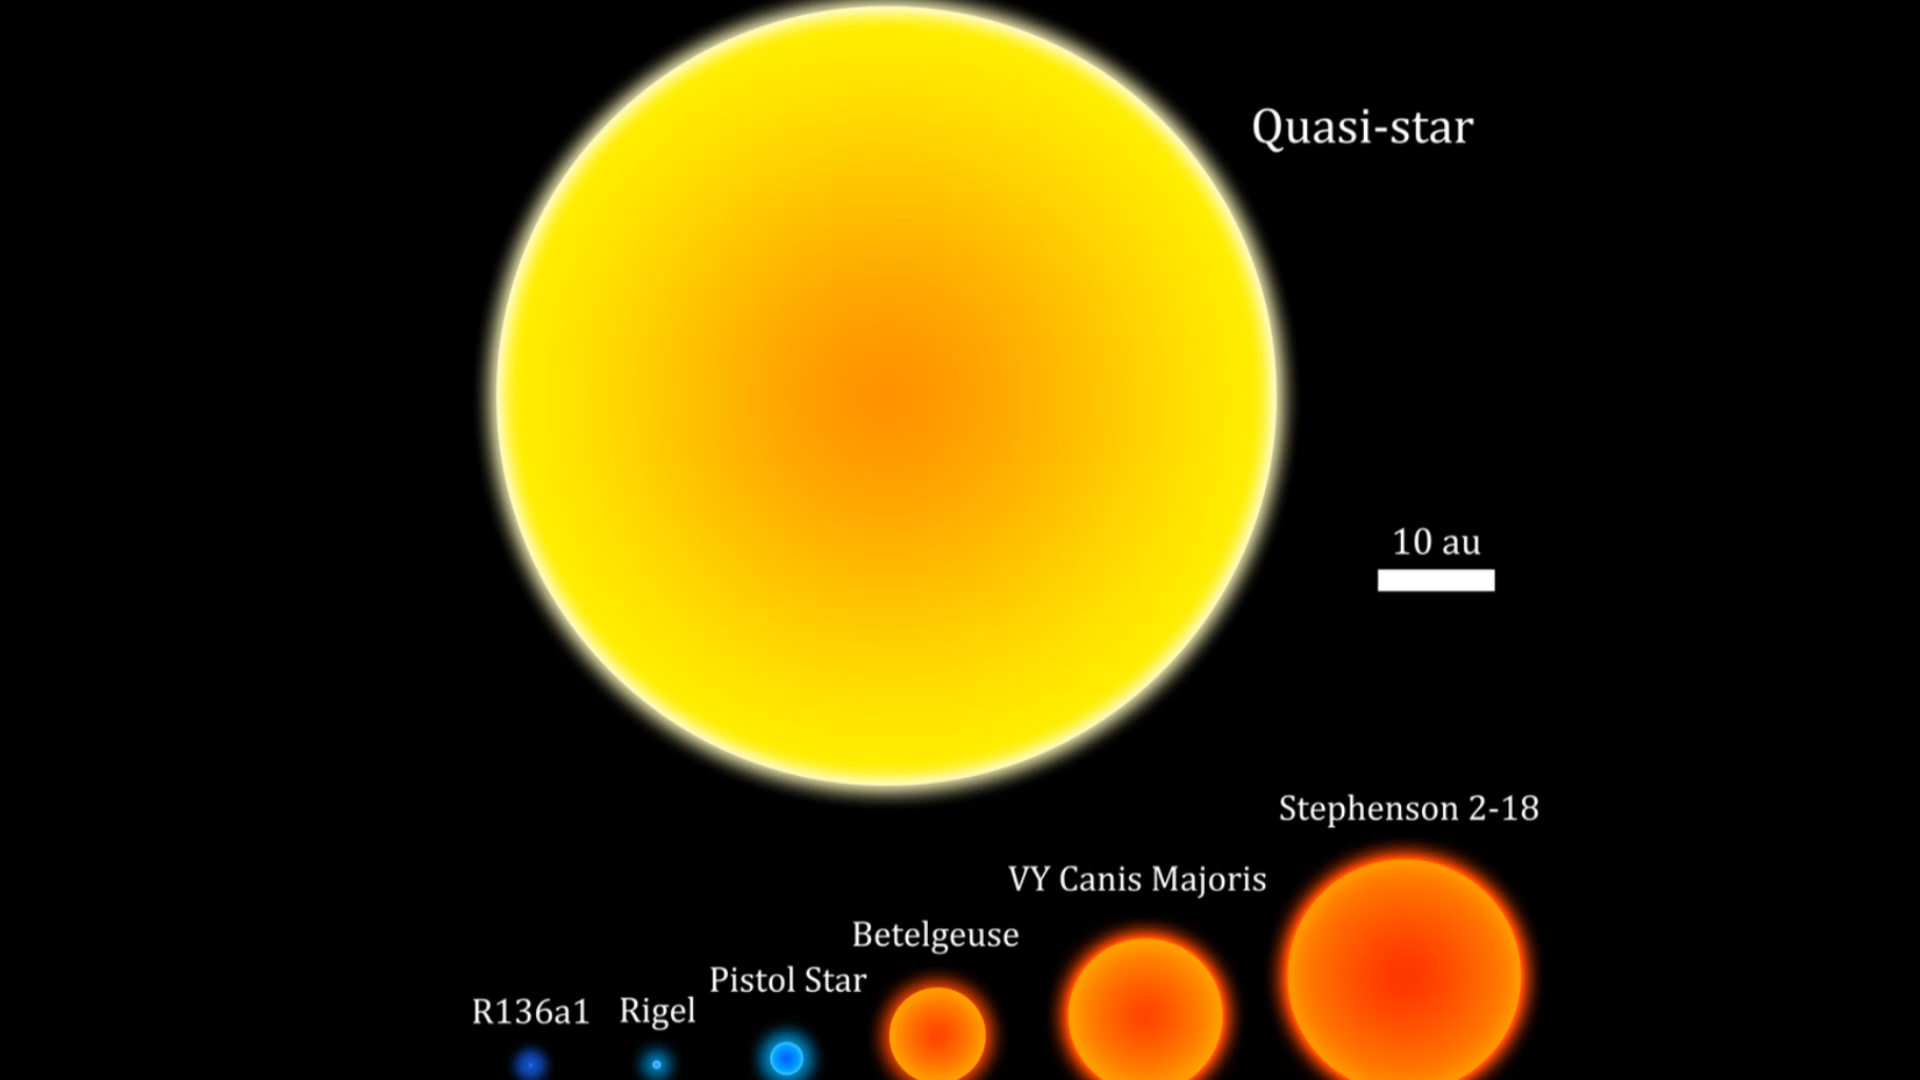 Quasi-star
10 au
Stephenson 2-18
VY Canis Majoris
Betelgeuse
Pistol Star
R136a1
Rigel